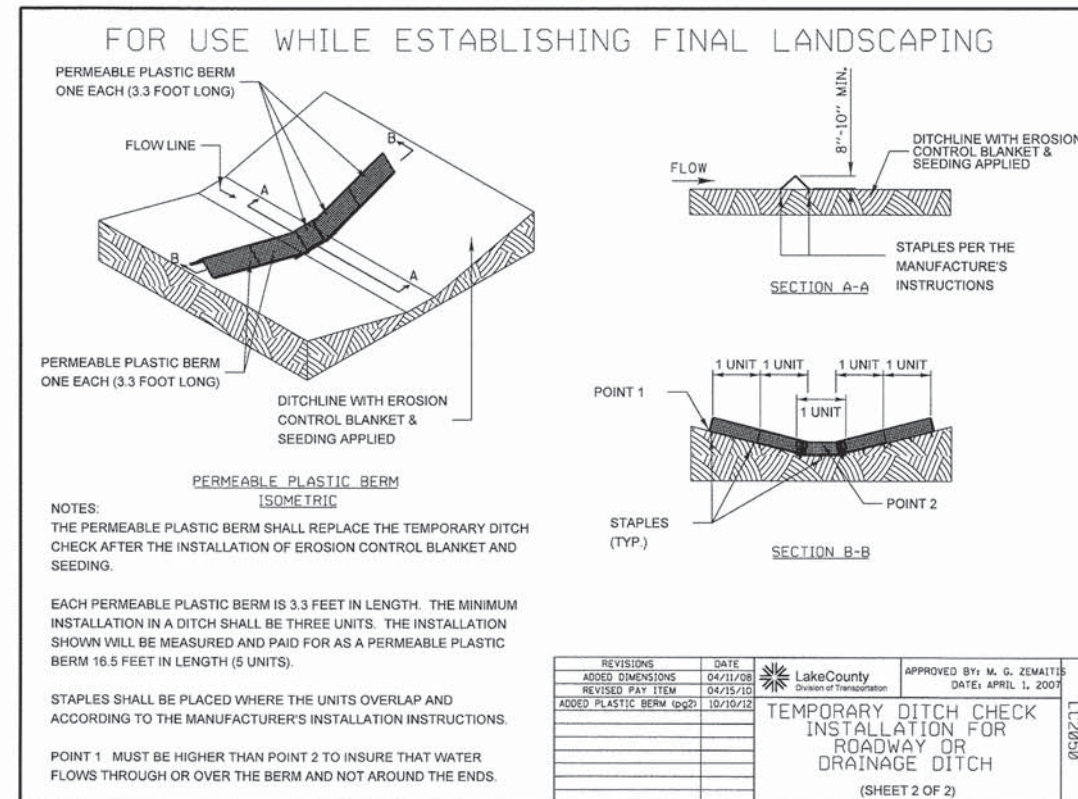 FOR USE WHILE ESTABLISHING FINAL LANDSCAPING
PERMEABLE PLASTIC BERM
ONE EACH (3.3 FOOT LONG)
FLOW LINE
A
B
B
A
PERMEABLE PLASTIC BERM
ONE EACH (3.3 FOOT LONG)
DITCHLINE WITH EROSION
CONTROL BLANKET &
SEEDING APPLIED
PERMEABLE PLASTIC BERM
ISOMETRIC
8"-10" MIN.
FLOW
DITCHLINE WITH EROSION
CONTROL BLANKET &
SEEDING APPLIED
STAPLES PER THE
MANUFACTURE'S
INSTRUCTIONS
SECTION A-A
1 UNIT 1 UNIT 1 UNIT 1 UNIT
1 UNIT
POINT 1
POINT 2
STAPLES
(TYP.)
SECTION B-B
NOTES:
THE PERMEABLE PLASTIC BERM SHALL REPLACE THE TEMPORARY DITCH
CHECK AFTER THE INSTALLATION OF EROSION CONTROL BLANKET AND
SEEDING.
EACH PERMEABLE PLASTIC BERM IS 3.3 FEET IN LENGTH. THE MINIMUM
INSTALLATION IN A DITCH SHALL BE THREE UNITS. THE INSTALLATION
SHOWN WILL BE MEASURED AND PAID FOR AS A PERMEABLE PLASTIC
BERM 16.5 FEET IN LENGTH (5 UNITS).
STAPLES SHALL BE PLACED WHERE THE UNITS OVERLAP AND
ACCORDING TO THE MANUFACTURER'S INSTALLATION INSTRUCTIONS.
POINT 1 MUST BE HIGHER THAN POINT 2 TO INSURE THAT WATER
FLOWS THROUGH OR OVER THE BERM AND NOT AROUND THE ENDS.
REVISIONS DATE
ADDED DIMENSIONS 04/11/08
REVISED PAY ITEM 04/15/10
ADDED PLASTIC BERM (pg2) 10/10/12
LakeCounty
Division of Transportation
APPROVED BY: M. G. ZEMAITIS
DATE: APRIL 1, 2007
TEMPORARY DITCH CHECK
INSTALLATION FOR
ROADWAY OR
DRAINAGE DITCH
(SHEET 2 OF 2)
LC2050